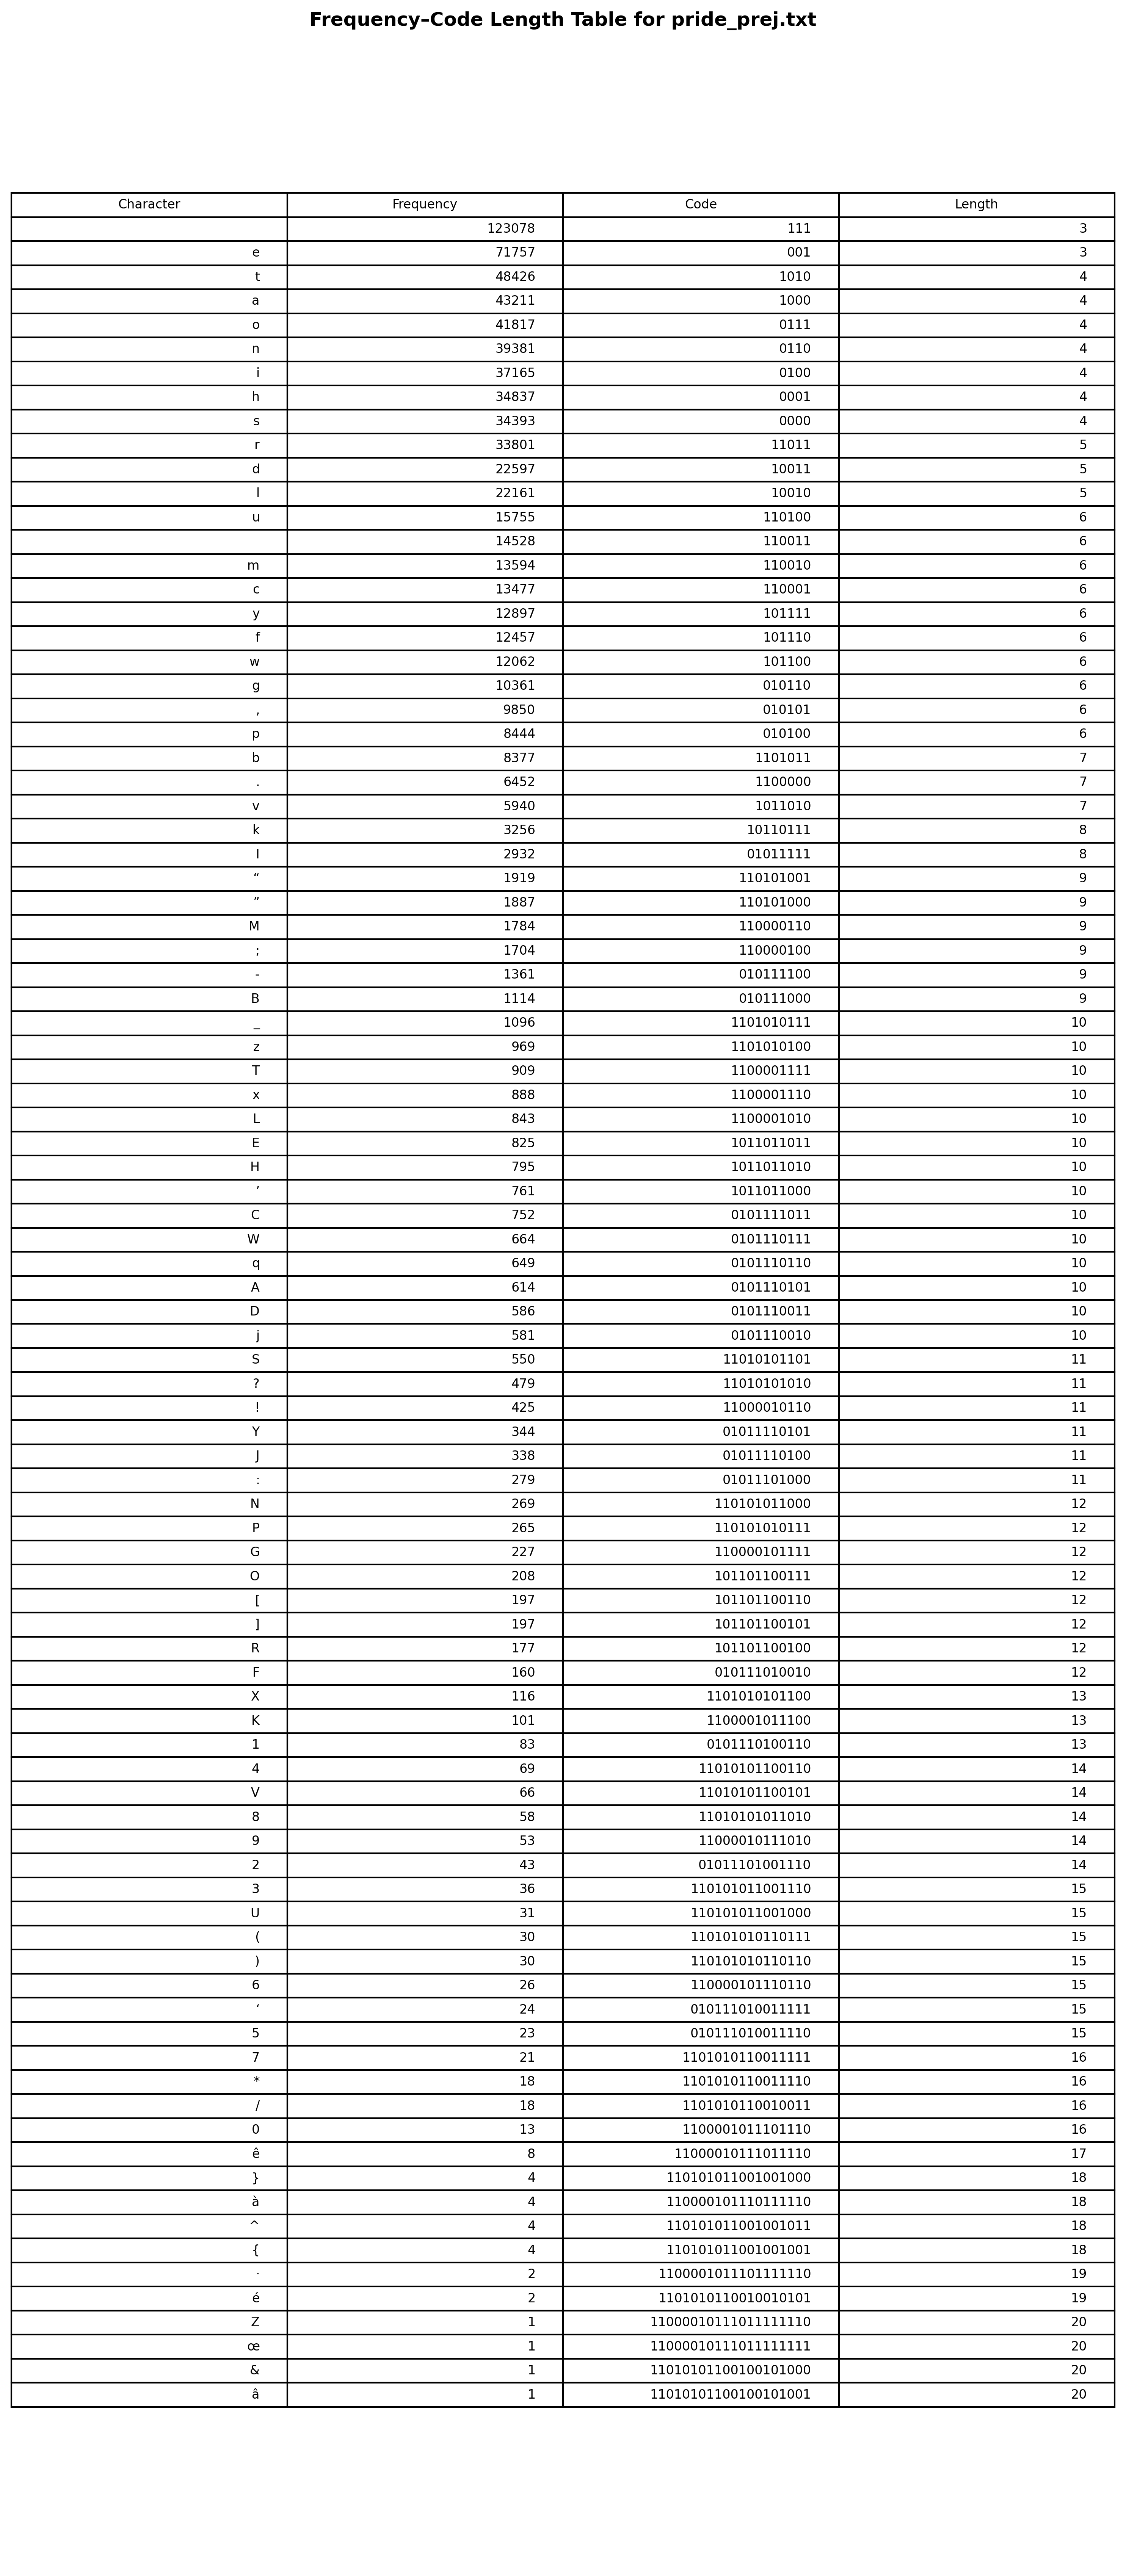 Frequency–Code Length Table for pride_prej.txt
Character Frequency Code Length
123078 111 3
e 71757 001 3
t 48426 1010 4
a 43211 1000 4
o 41817 0111 4
n 39381 0110 4
i 37165 0100 4
h 34837 0001 4
s 34393 0000 4
r 33801 11011 5
d 22597 10011 5
l 22161 10010 5
u 15755 110100 6
14528 110011 6
m 13594 110010 6
c 13477 110001 6
y 12897 101111 6
f 12457 101110 6
w 12062 101100 6
g 10361 010110 6
, 9850 010101 6
p 8444 010100 6
b 8377 1101011 7
. 6452 1100000 7
v 5940 1011010 7
k 3256 10110111 8
I 2932 01011111 8
“ 1919 110101001 9
” 1887 110101000 9
M 1784 110000110 9
; 1704 110000100 9
- 1361 010111100 9
B 1114 010111000 9
_ 1096 1101010111 10
z 969 1101010100 10
T 909 1100001111 10
x 888 1100001110 10
L 843 1100001010 10
E 825 1011011011 10
H 795 1011011010 10
’ 761 1011011000 10
C 752 0101111011 10
W 664 0101110111 10
q 649 0101110110 10
A 614 0101110101 10
D 586 0101110011 10
j 581 0101110010 10
S 550 11010101101 11
? 479 11010101010 11
! 425 11000010110 11
Y 344 01011110101 11
J 338 01011110100 11
: 279 01011101000 11
N 269 110101011000 12
P 265 110101010111 12
G 227 110000101111 12
O 208 101101100111 12
[ 197 101101100110 12
] 197 101101100101 12
R 177 101101100100 12
F 160 010111010010 12
X 116 1101010101100 13
K 101 1100001011100 13
1 83 0101110100110 13
4 69 11010101100110 14
V 66 11010101100101 14
8 58 11010101011010 14
9 53 11000010111010 14
2 43 01011101001110 14
3 36 110101011001110 15
U 31 110101011001000 15
( 30 110101010110111 15
) 30 110101010110110 15
6 26 110000101110110 15
‘ 24 010111010011111 15
5 23 010111010011110 15
7 21 1101010110011111 16
* 18 1101010110011110 16
/ 18 1101010110010011 16
0 13 1100001011101110 16
ê 8 11000010111011110 17
} 4 110101011001001000 18
à 4 110000101110111110 18
^ 4 110101011001001011 18
{ 4 110101011001001001 18
· 2 1100001011101111110 19
é 2 1101010110010010101 19
Z 1 11000010111011111110 20
œ 1 11000010111011111111 20
& 1 11010101100100101000 20
â 1 11010101100100101001 20